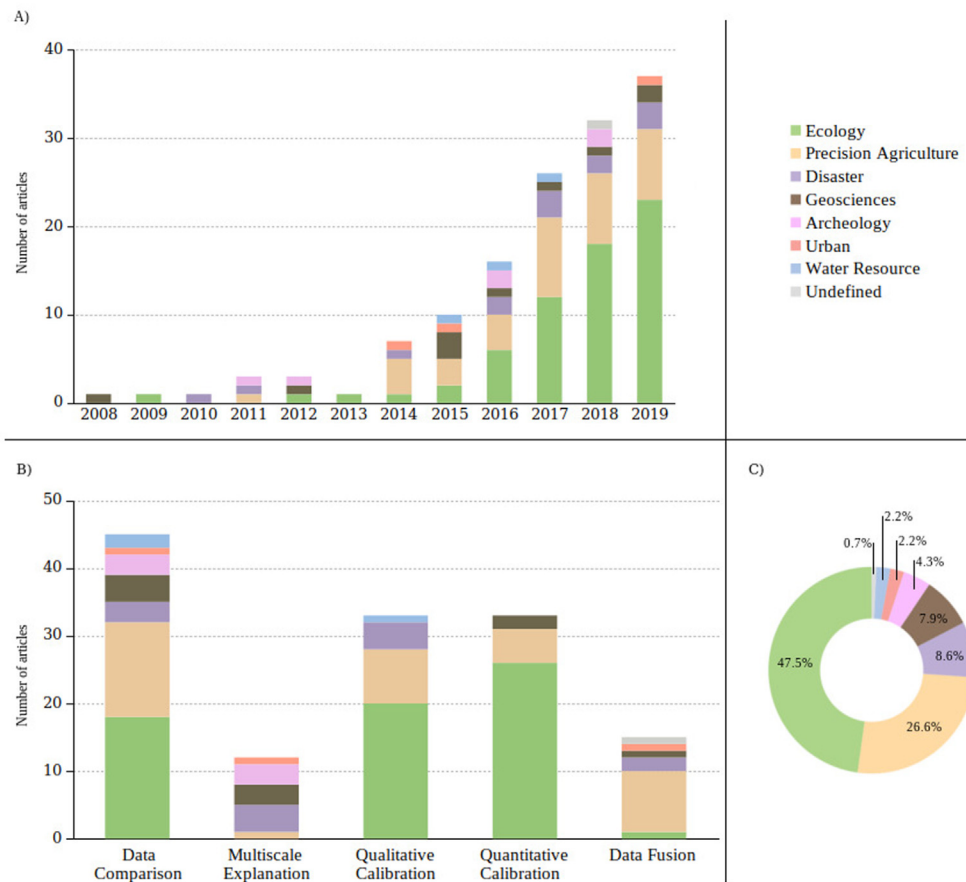 A)
40
30
20
10
0
Number of articles
2008 2009 2010 2011 2012 2013 2014 2015 2016 2017 2018 2019
Ecology
Precision Agriculture
Disaster
Geosciences
Archeology
Urban
Water Resource
Undefined
B)
50
40
30
20
10
0
Number of articles
Data Comparison
Multiscale Explanation
Qualitative Calibration
Quantitative Calibration
Data Fusion
C)
2.2%
0.7%
2.2%
4.3%
7.9%
8.6%
26.6%
47.5%